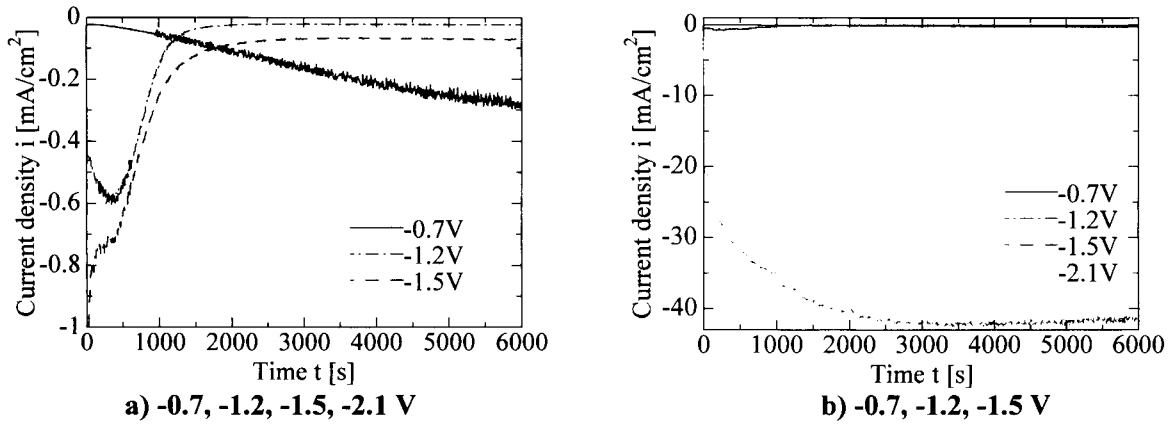 Current density i [mA/cm²]
0
-0.2
-0.4
-0.6
-0.8
-1
0 1000 2000 3000 4000 5000 6000
Time t [s]
-0.7V
-1.2V
-1.5V
a) -0.7, -1.2, -1.5, -2.1 V
Current density i [mA/cm²]
0
-10
-20
-30
-40
0 1000 2000 3000 4000 5000 6000
Time t [s]
-0.7V
-1.2V
-1.5V
-2.1V
b) -0.7, -1.2, -1.5 V